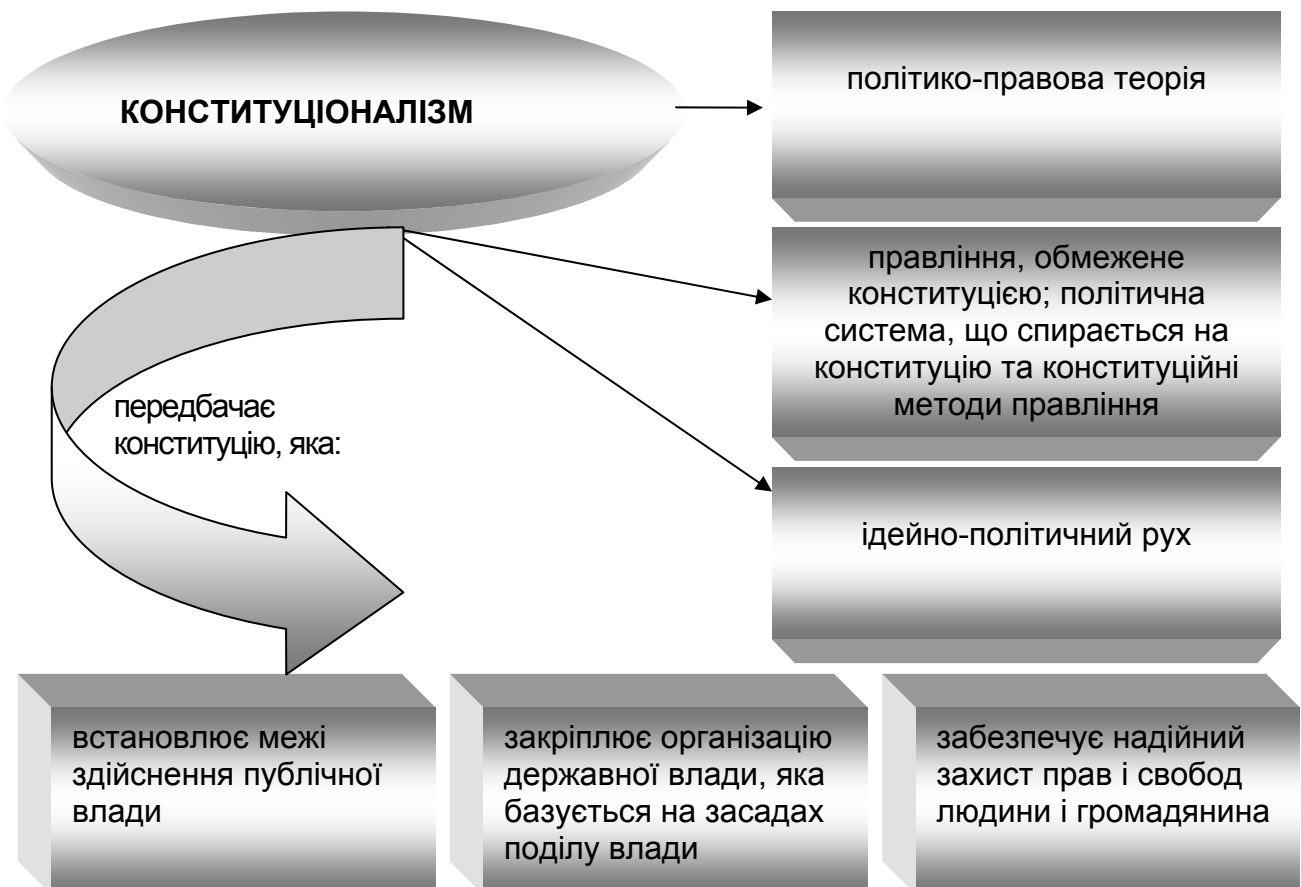 КОНСТИТУЦІОНАЛІЗМ
політико-правова теорія
правління, обмежене
конституцією; політична
система, що спирається на
конституцію та конституційні
методи правління
ідейно-політичний рух
передбачає
конституцію, яка:
встановлює межі
здійснення публічної
влади
закріплює організацію
державної влади, яка
базується на засадах
поділу влади
забезпечує надійний
захист прав і свобод
людини і громадянина